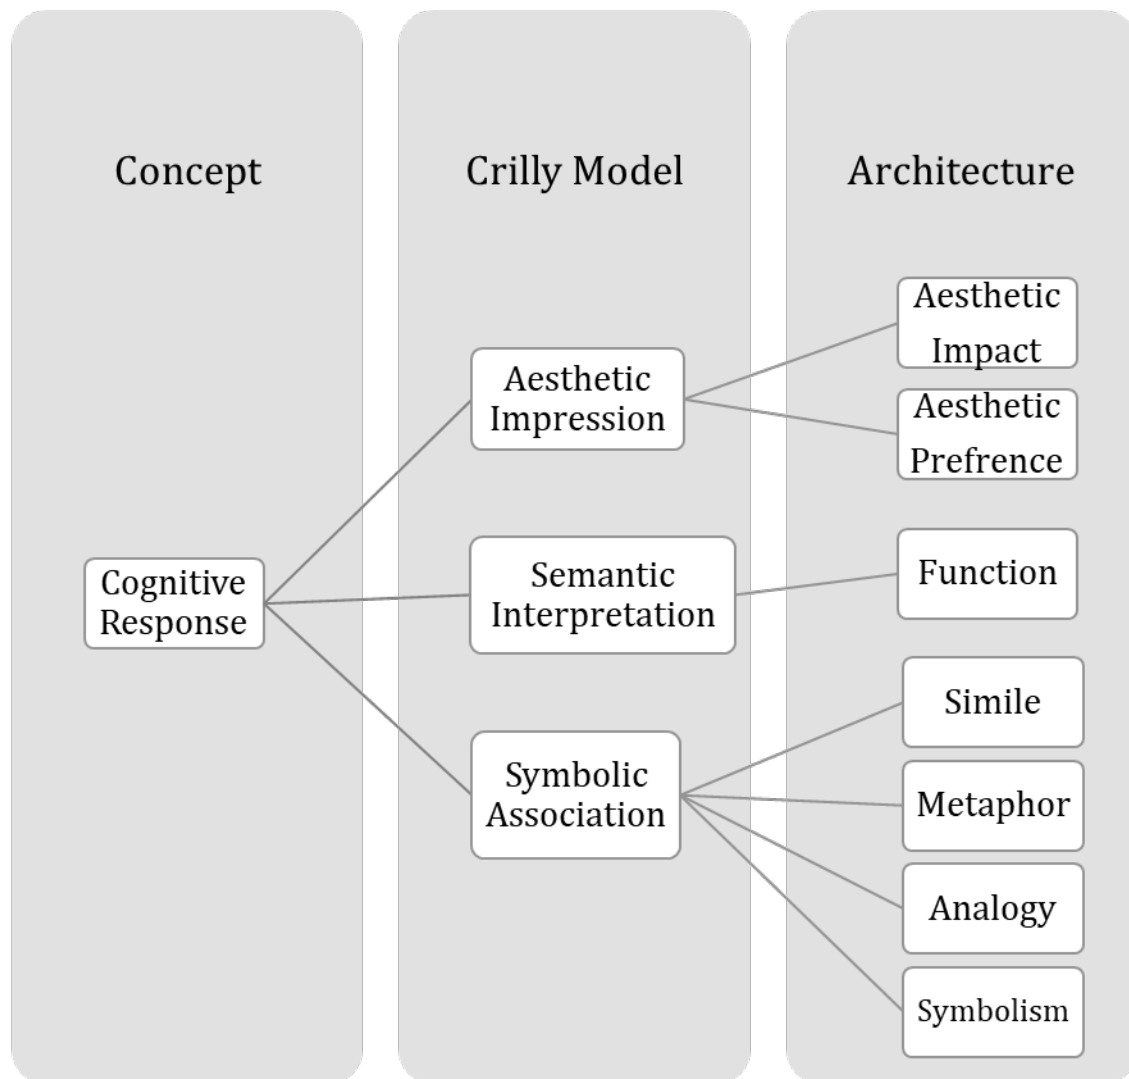 Concept
Crilly Model
Architecture
Cognitive
Response
Aesthetic
Impression
Semantic
Interpretation
Symbolic
Association
Aesthetic
Impact
Aesthetic
Prefrence
Function
Simile
Metaphor
Analogy
Symbolism